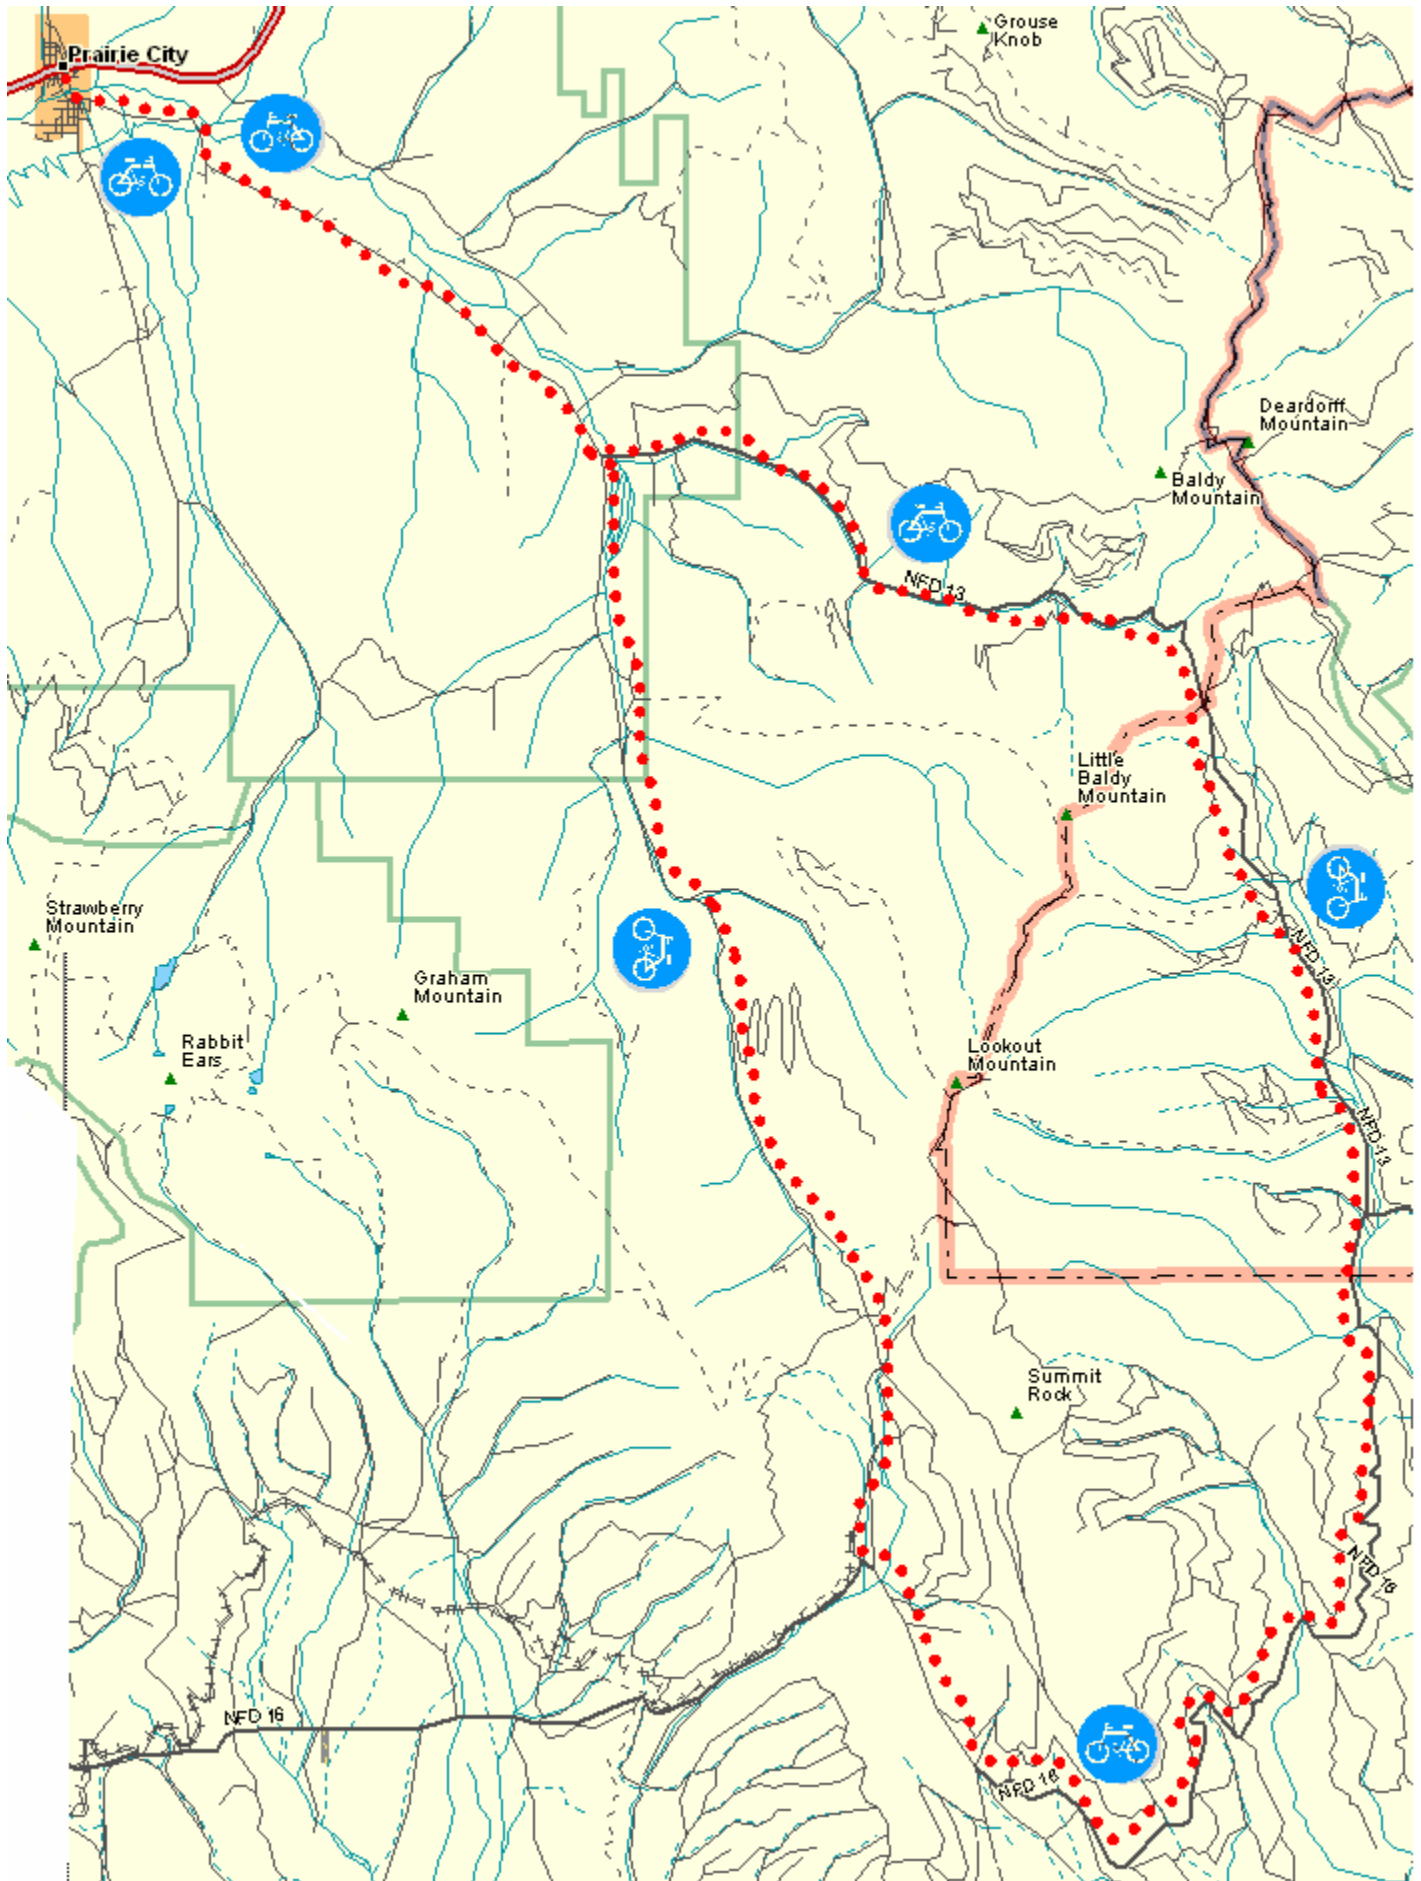 Grouse
Knob
Prairie City
Deardorff
Mountain
Baldy
Mountain
NFD 13
Little
Baldy
Mountain
Strawberry
Mountain
NFD 13
Graham
Mountain
Rabbit
Ears
Lookout
Mountain
NFD 13
Summit
Rock
NFD 16
NFD 16
NFD 16